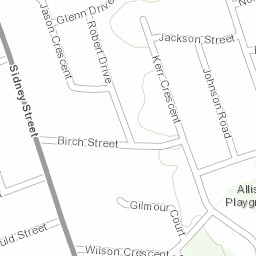 Glenn Drive
Jason Crescent
Robert Drive
Jackson Street
Kerr Crescent
Johnson Road
Sidney Street
Birch Street
Gilmour Court
Wilson Crescent